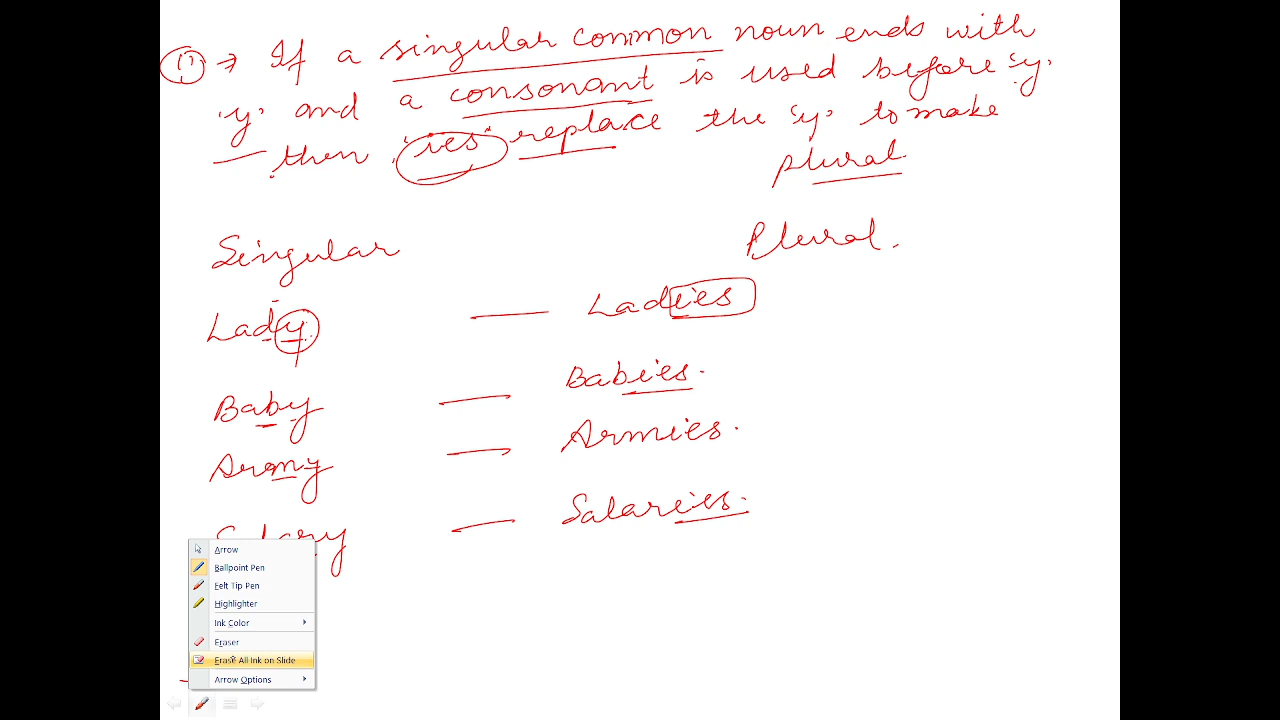 (i) → If a singular common noun ends with
'y' and a consonant is used before 'y'
then "ies" replace the 'y' to make
plural.
Singular Plural.
Lady — Ladies
Baby — Babies.
Army — Armies.
Salary — Salaries.
Arrow
Ballpoint Pen
Felt Tip Pen
Highlighter
Ink Color
Eraser
Erase All Ink on Slide
Arrow Options